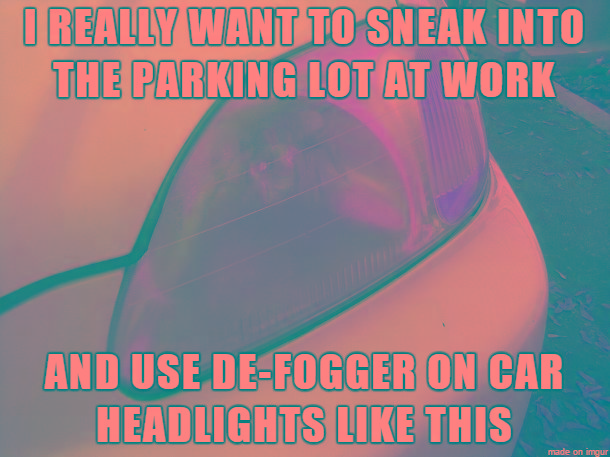 I REALLY WANT TO SNEAK INTO
THE PARKING LOT AT WORK
AND USE DE-FOGGER ON CAR
HEADLIGHTS LIKE THIS
made on imgur